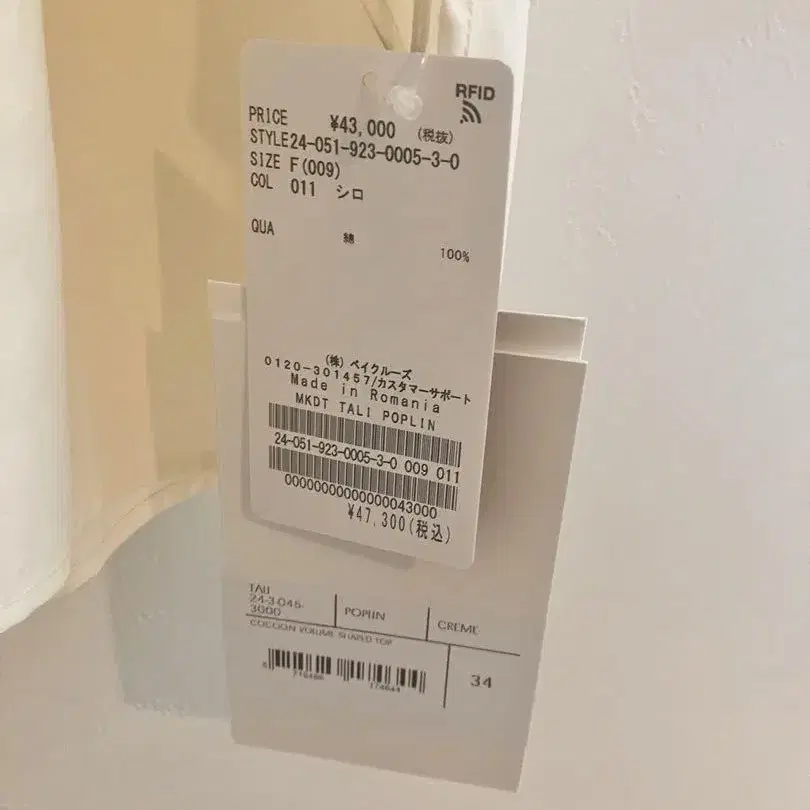 RFID
PRICE ¥43,000 (税抜)
STYLE24-051-923-0005-3-0
SIZE F(009)
COL 011 シロ
QUA 綿 100%
(株) ベイクルーズ
0120-301457/カスタマーサポート
Made in Romania
MKDT TALI POPLIN
24-051-923-0005-3-0 009 011
00000000000000043000
¥47,300(税込)
TALI
24-3-045-
3000
POPLIN
CREME
COCOON VOLUME SHAPED TOP
34